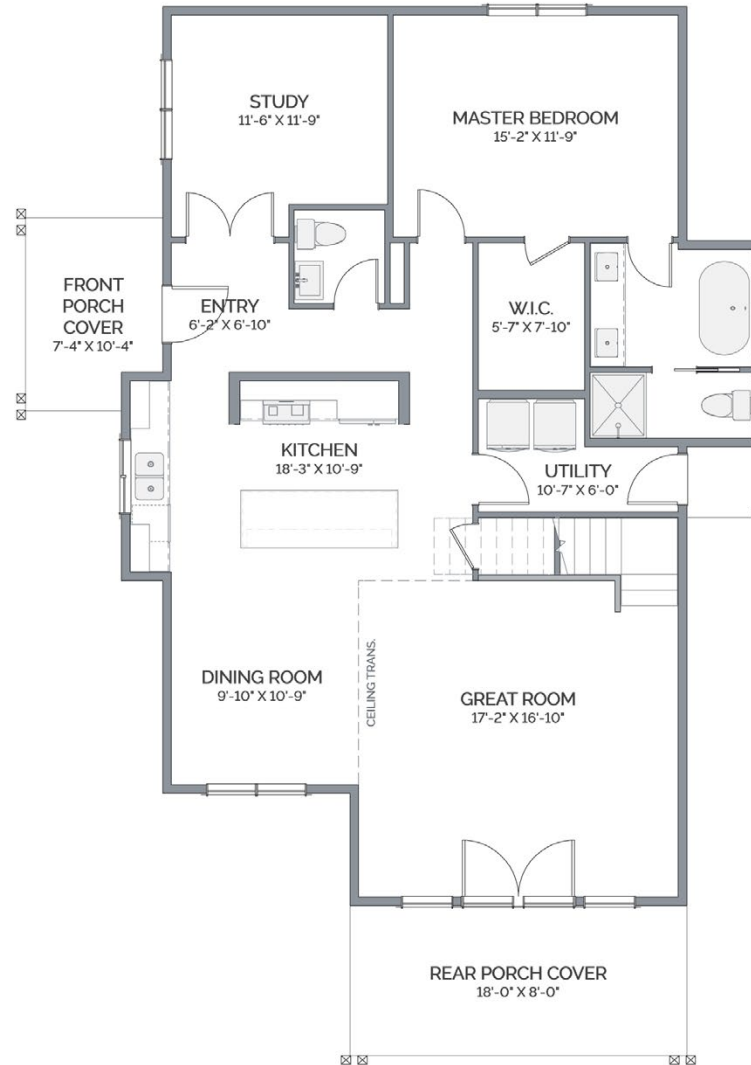 STUDY
11'-6" X 11'-9"
MASTER BEDROOM
15'-2" X 11'-9"
FRONT
PORCH
COVER
7'-4" X 10'-4"
ENTRY
6'-2" X 6'-10"
W.I.C.
5'-7" X 7'-10"
KITCHEN
18'-3" X 10'-9"
UTILITY
10'-7" X 6'-0"
DINING ROOM
9'-10" X 10'-9"
CEILING TRANS.
GREAT ROOM
17'-2" X 16'-10"
REAR PORCH COVER
18'-0" X 8'-0"